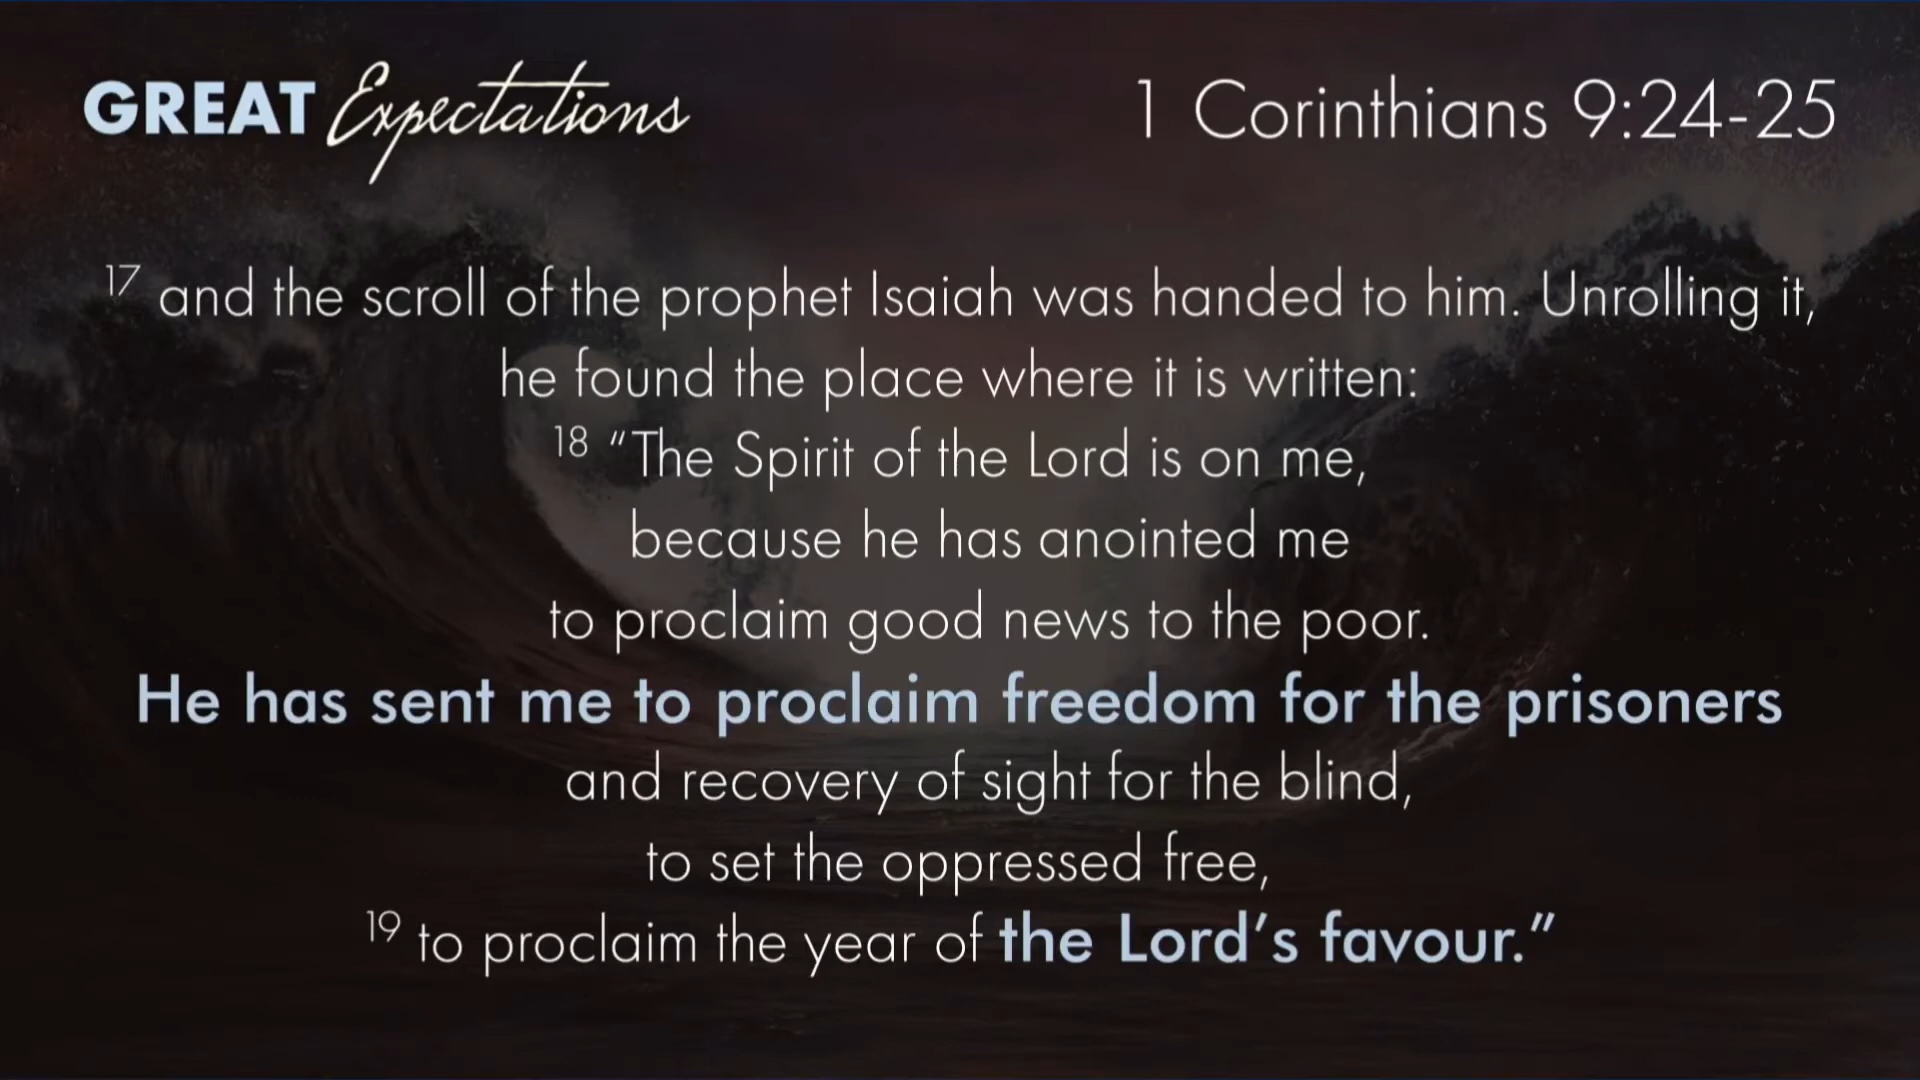 GREAT Expectations
1 Corinthians 9:24-25
17 and the scroll of the prophet Isaiah was handed to him. Unrolling it,
he found the place where it is written:
18 “The Spirit of the Lord is on me,
because he has anointed me
to proclaim good news to the poor.
He has sent me to proclaim freedom for the prisoners
and recovery of sight for the blind,
to set the oppressed free,
19 to proclaim the year of the Lord’s favour.”